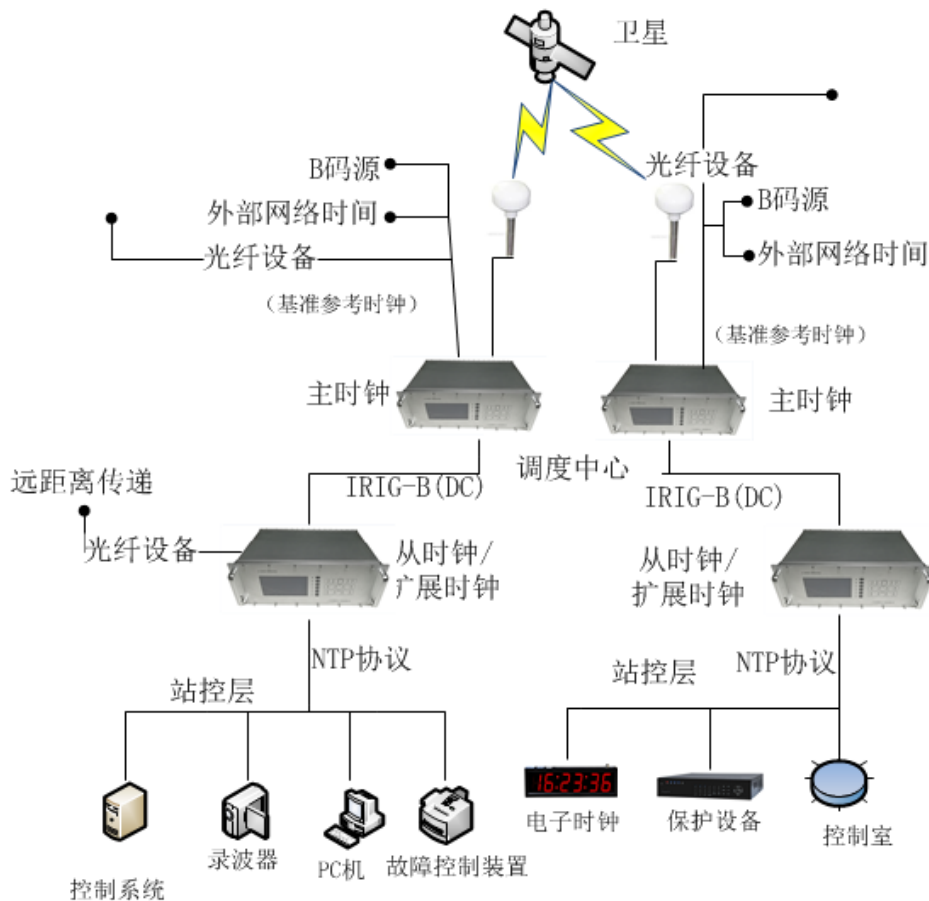 卫星
B码源
光纤设备
外部网络时间
B码源
光纤设备
外部网络时间
(基准参考时钟)
(基准参考时钟)
主时钟
主时钟
调度中心
远距离传递
IRIG-B(DC)
IRIG-B(DC)
光纤设备
从时钟/
扩展时钟
从时钟/
扩展时钟
NTP协议
NTP协议
站控层
站控层
16:23:36
电子时钟
保护设备
控制室
录波器
PC机
故障控制装置
控制系统